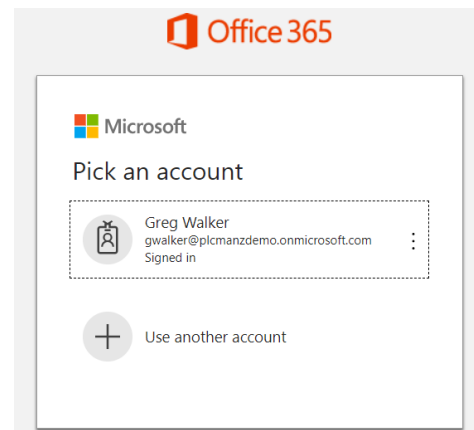 Office 365
Microsoft
Pick an account
Greg Walker
gwalker@plcmanzdemo.onmicrosoft.com
Signed in
Use another account